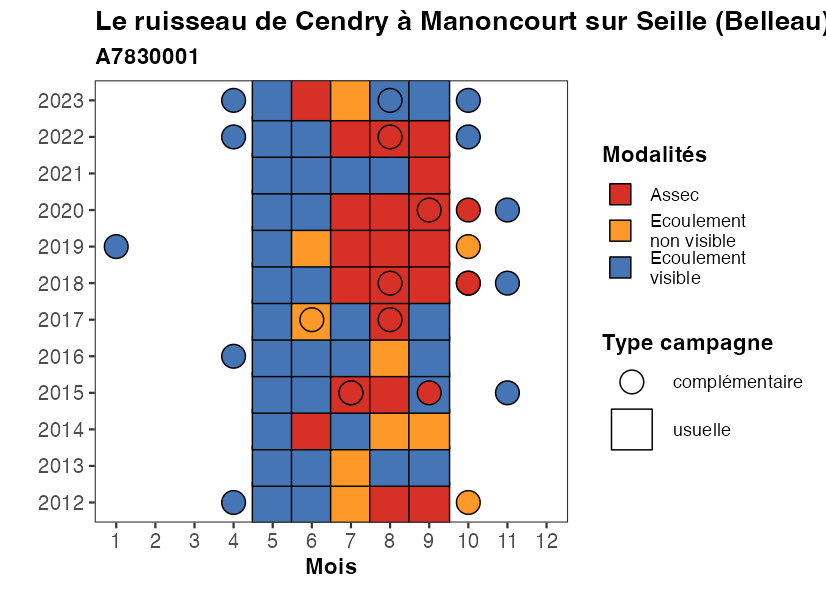 Le ruisseau de Cendry à Manoncourt sur Seille (Belleau)
A7830001
2023
2022
2021
2020
2019
2018
2017
2016
2015
2014
2013
2012
1 2 3 4 5 6 7 8 9 10 11 12
Mois
Modalités
Assec
Ecoulement
non visible
Ecoulement
visible
Type campagne
complémentaire
usuelle